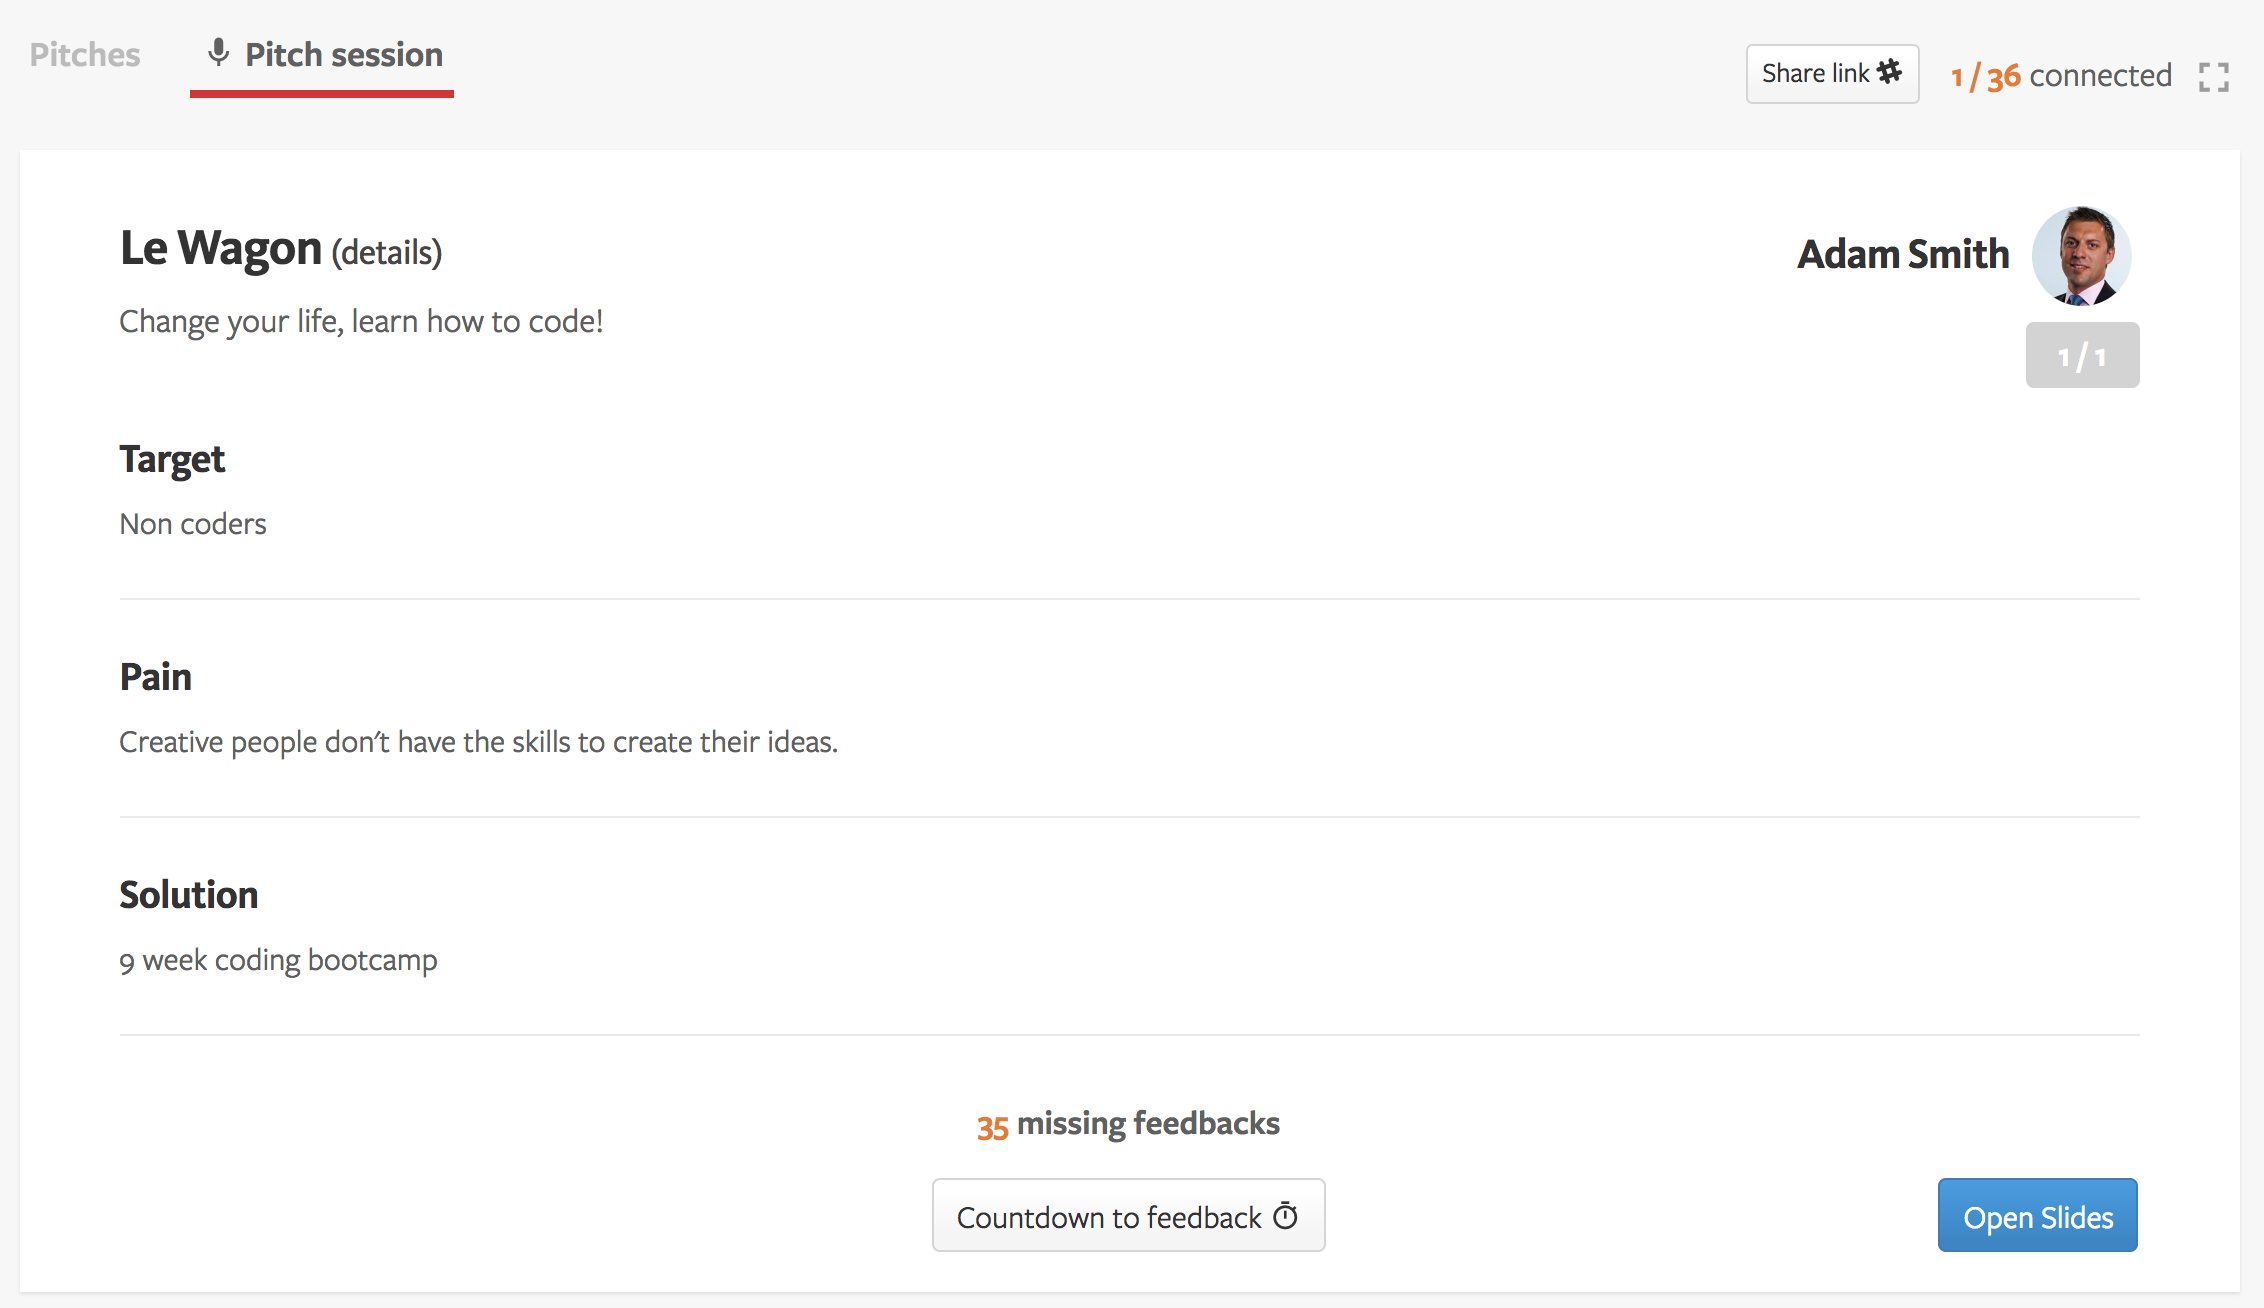 Pitches
Pitch session
Share link
1 / 36 connected
Le Wagon (details)
Adam Smith
Change your life, learn how to code!
1 / 1
Target
Non coders
Pain
Creative people don't have the skills to create their ideas.
Solution
9 week coding bootcamp
35 missing feedbacks
Countdown to feedback
Open Slides